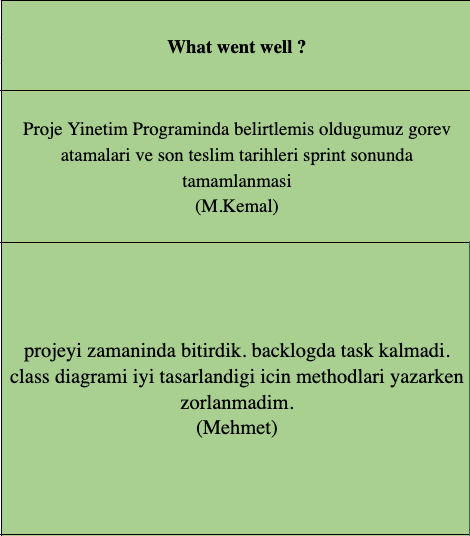 What went well ?
Proje Yinetim Programinda belirtlemis oldugumuz gorev
atamalari ve son teslim tarihleri sprint sonunda
tamamlanmasi
(M.Kemal)
projeyi zamaninda bitirdik. backlogda task kalmadi.
class diagrami iyi tasarlandigi icin methodlari yazarken
zorlanmadim.
(Mehmet)